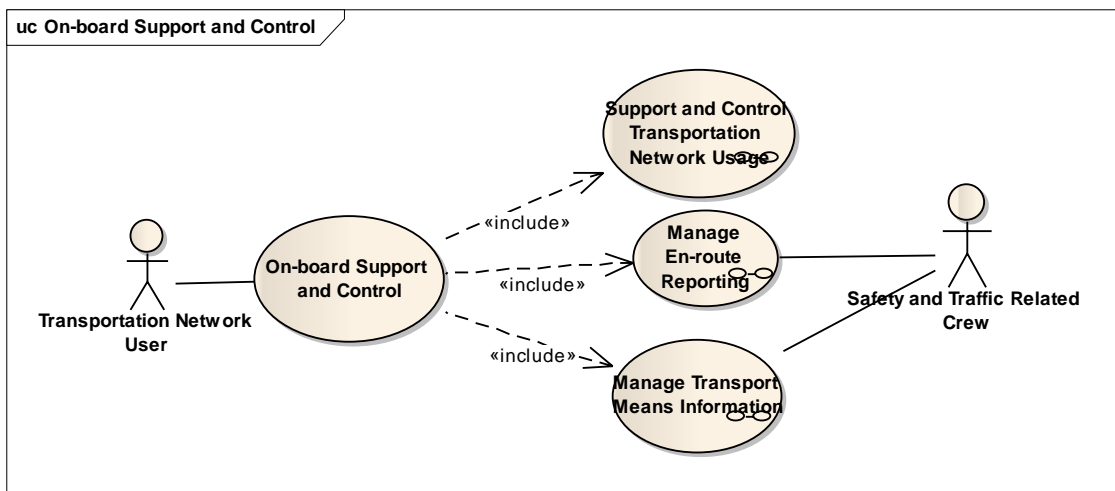 uc On-board Support and Control
Support and Control
Transportation
Network Usage
«include»
Manage
En-route
Reporting
On-board Support
and Control
«include»
Safety and Traffic Related
Crew
Transportation Network
User
«include»
Manage Transport
Means Information